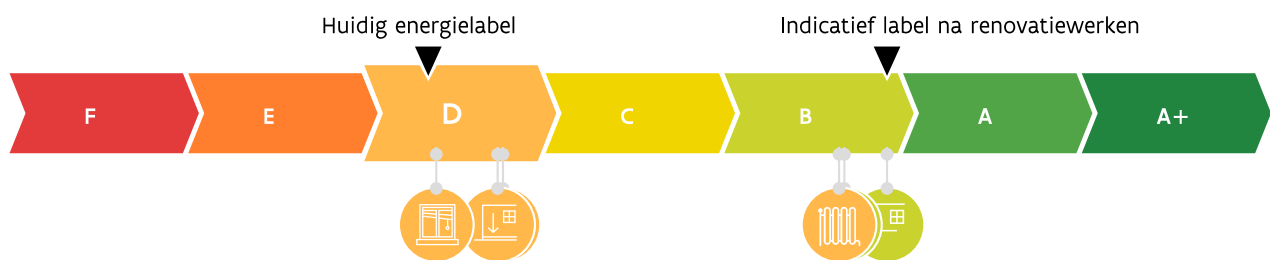 Huidig energielabel
Indicatief label na renovatiewerken
F E D C B A A+